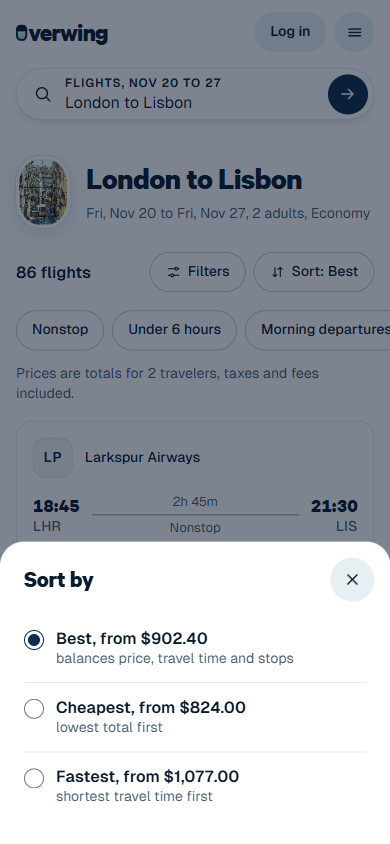 Overwing
Log in
FLIGHTS, NOV 20 TO 27
London to Lisbon
London to Lisbon
Fri, Nov 20 to Fri, Nov 27, 2 adults, Economy
86 flights
Filters
Sort: Best
Nonstop
Under 6 hours
Morning departures
Prices are totals for 2 travelers, taxes and fees
included.
LP
Larkspur Airways
18:45
2h 45m
21:30
LHR
Nonstop
LIS
Sort by
Best, from $902.40
balances price, travel time and stops
Cheapest, from $824.00
lowest total first
Fastest, from $1,077.00
shortest travel time first